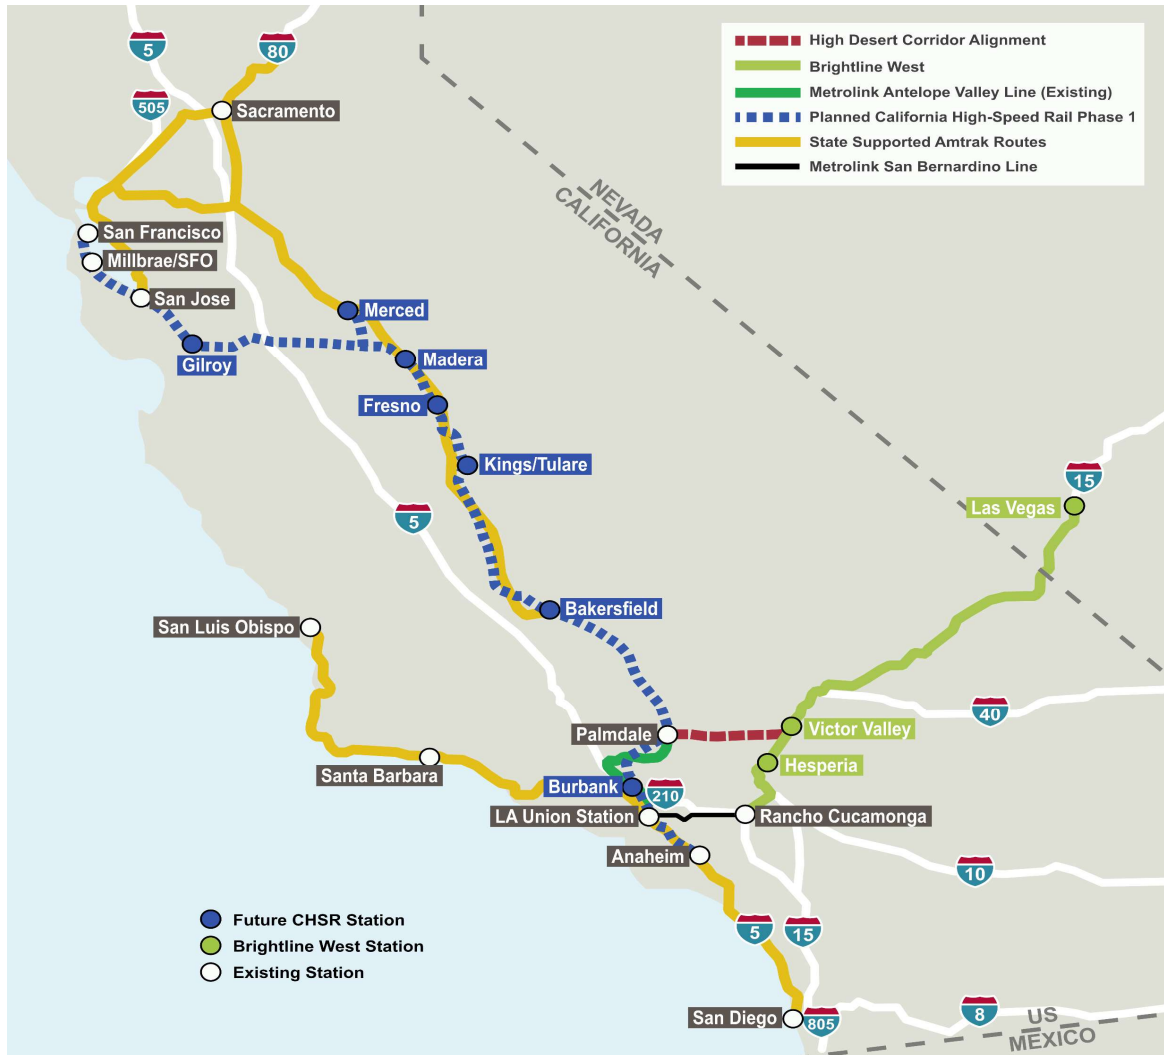 5
80
505
Sacramento
High Desert Corridor Alignment
Brightline West
Metrolink Antelope Valley Line (Existing)
Planned California High-Speed Rail Phase 1
State Supported Amtrak Routes
Metrolink San Bernardino Line
NEVADA
CALIFORNIA
San Francisco
Millbrae/SFO
San Jose
Gilroy
Merced
Madera
Fresno
Kings/Tulare
5
15
Las Vegas
Bakersfield
San Luis Obispo
40
Palmdale
Victor Valley
Hesperia
Santa Barbara
Burbank
210
LA Union Station
Rancho Cucamonga
Anaheim
10
5
15
Future CHSR Station
Brightline West Station
Existing Station
San Diego
805
8
US
MEXICO